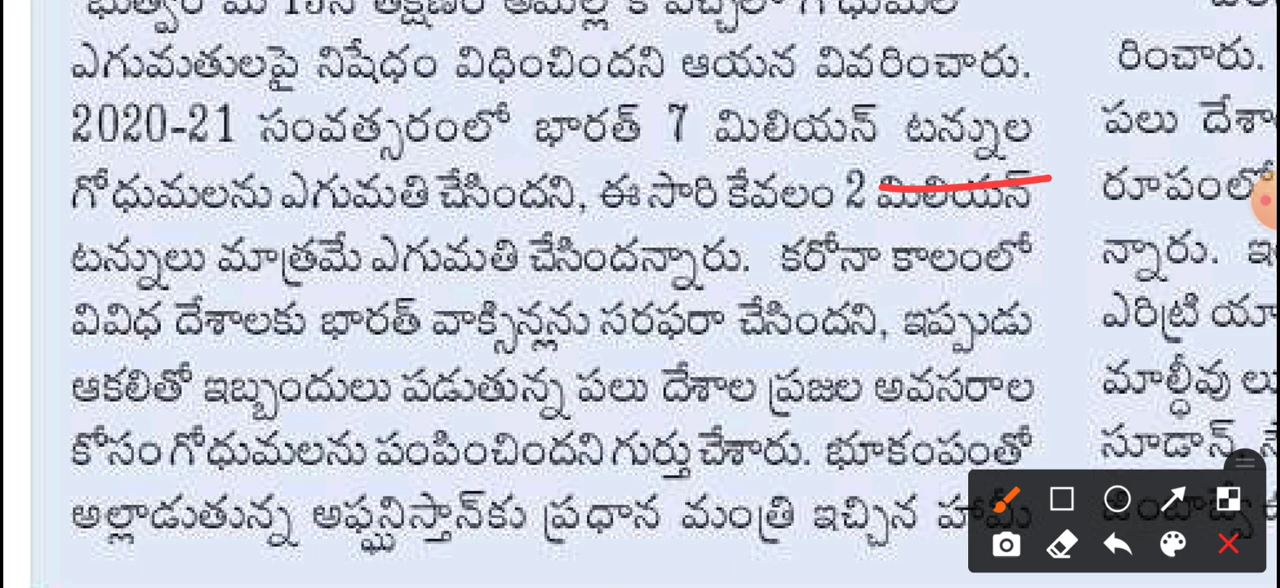 ఎగుమతులపై నిషేధం విధించిందని ఆయన వివరించారు.
2020-21 సంవత్సరంలో భారత్ 7 మిలియన్ టన్నుల
గోధుమలను ఎగుమతి చేసిందని, ఈ సారి కేవలం 2 మిలియన్
టన్నులు మాత్రమే ఎగుమతి చేసిందన్నారు. కరోనా కాలంలో
వివిధ దేశాలకు భారత్ వాక్సిన్లను సరఫరా చేసిందని, ఇప్పుడు
ఆకలితో ఇబ్బందులు పడుతున్న పలు దేశాల ప్రజల అవసరాల
కోసం గోధుమలను పంపించిందని గుర్తు చేశారు. భూకంపంతో
అల్లాడుతున్న అఫ్ఘనిస్తాన్‌కు ప్రధాన మంత్రి ఇచ్చిన హామీ
రించారు.
పలు
న్నారు.
సూడాన్,